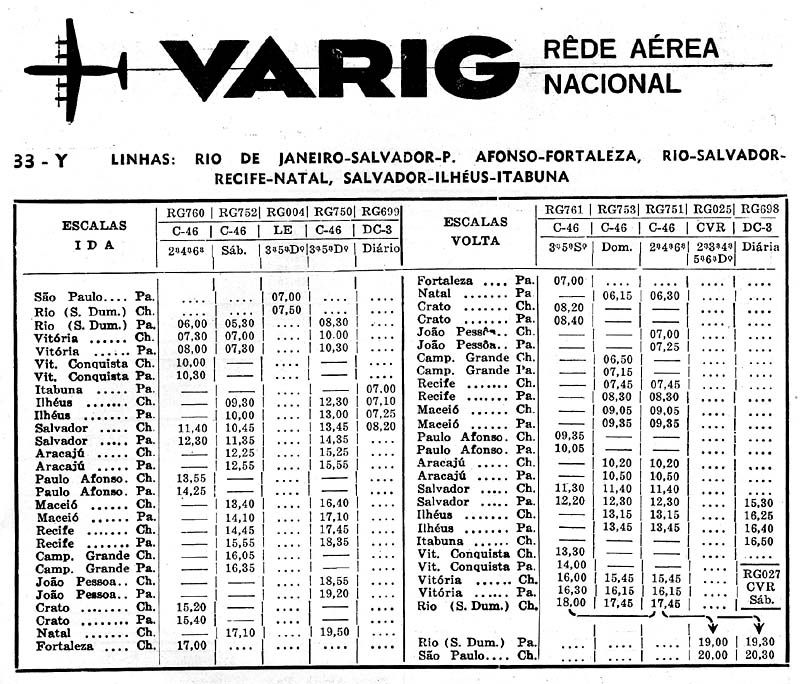 VARIG RÊDE AÉREA
NACIONAL
33 - Y LINHAS: RIO DE JANEIRO-SALVADOR-P. AFONSO-FORTALEZA, RIO-SALVADOR-
RECIFE-NATAL, SALVADOR-ILHÉUS-ITABUNA
ESCALAS
I D A
RG760 RG752 RG004 RG750 RG699
C-46 C-46 LE C-46 DC-3
2ª4ª6ª Sáb. 3ª5ªDº 3ª5ªDº Diário
São Paulo.... Pa. .... .... 07,00 .... ....
Rio (S. Dum.) Ch. .... .... 07,50 .... ....
Rio (S. Dum.) Pa. 06,00 05,30 .... 08,30 ....
Vitória ...... Ch. 07,30 07,00 .... 10.00 ....
Vitória ...... Pa. 08,00 07,30 .... 10,30 ....
Vit. Conquista Ch. 10,00 —— .... —— ....
Vit. Conquista Pa. 10,30 —— .... —— ....
Itabuna ..... Pa. —— —— .... —— 07.00
Ilhéus ....... Ch. —— 09,30 .... 12,30 07,10
Ilhéus ....... Pa. —— 10,00 .... 13,00 07,25
Salvador .... Ch. 11,40 10,45 .... 13,45 08,20
Salvador .... Pa. 12,30 11,35 .... 14,35 ....
Aracajú ..... Ch. —— 12,25 .... 15,25 ....
Aracajú ..... Pa. —— 12,55 .... 15,55 ....
Paulo Afonso. Ch. 13,55 —— .... —— ....
Paulo Afonso. Pa. 14,25 —— .... —— ....
Maceió ...... Ch. —— 13,40 .... 16,40 ....
Maceió ...... Pa. —— 14,10 .... 17,10 ....
Recife ....... Ch. —— 14,45 .... 17,45 ....
Recife ....... Pa. —— 15,55 .... 18,35 ....
Camp. Grande Ch. —— 16,05 .... —— ....
Camp. Grande Pa. —— 16,35 .... —— ....
João Pessoa.. Ch. —— —— .... 18,55 ....
João Pessoa.. Pa. —— —— .... 19,20 ....
Crato ........ Ch. 15,20 —— .... —— ....
Crato ........ Pa. 15,40 —— .... —— ....
Natal ....... Ch. —— 17,10 .... 19,50 ....
Fortaleza .... Ch. 17,00 .... .... .... ....
ESCALAS
VOLTA
RG761 RG753 RG751 RG025 RG698
C-46 C-46 C-46 CVR DC-3
3ª5ªSº Dom. 2ª4ª6ª 2ª3ª4ª Diária
5ª6ªDº
Fortaleza .... Pa. 07,00 .... .... .... ....
Natal ....... Pa. —— 06,15 06,30 .... ....
Crato ....... Ch. 08,20 —— —— .... ....
Crato ....... Pa. 08,40 —— —— .... ....
João Pessôa.. Ch. —— —— 07,00 .... ....
João Pessôa.. Pa. —— —— 07,25 .... ....
Camp. Grande Ch. —— 06,50 —— .... ....
Camp. Grande Pa. —— 07,15 —— .... ....
Recife ....... Ch. —— 07,45 07,45 .... ....
Recife ....... Pa. —— 08,30 08,30 .... ....
Maceió ...... Ch. —— 09,05 09,05 .... ....
Maceió ...... Pa. —— 09,35 09,35 .... ....
Paulo Afonso. Ch. 09,35 —— —— .... ....
Paulo Afonso. Pa. 10,05 —— —— .... ....
Aracajú ..... Ch. —— 10,20 10,20 .... ....
Aracajú ..... Pa. —— 10,50 10,50 .... ....
Salvador .... Ch. 11,30 11,40 11,40 .... ....
Salvador .... Pa. 12,20 12,30 12,30 .... 15,30
Ilhéus ....... Ch. —— 13,15 13,15 .... 16,25
Ilhéus ....... Pa. —— 13,45 13,45 .... 16,40
Itabuna ..... Ch. —— —— —— .... 16,50
Vit. Conquista Ch. 13,30 —— —— .... ....
Vit. Conquista Pa. 14,00 —— —— .... RG027
Vitória ...... Ch. 16,00 15,45 15,45 .... CVR
Vitória ...... Pa. 16,30 16,15 16,15 .... Sáb.
Rio (S. Dum.) Ch. 18,00 17,45 17,45 ....
Rio (S. Dum.) Pa. .... .... .... 19,00 19,30
São Paulo.... Ch. .... .... .... 20,00 20,30